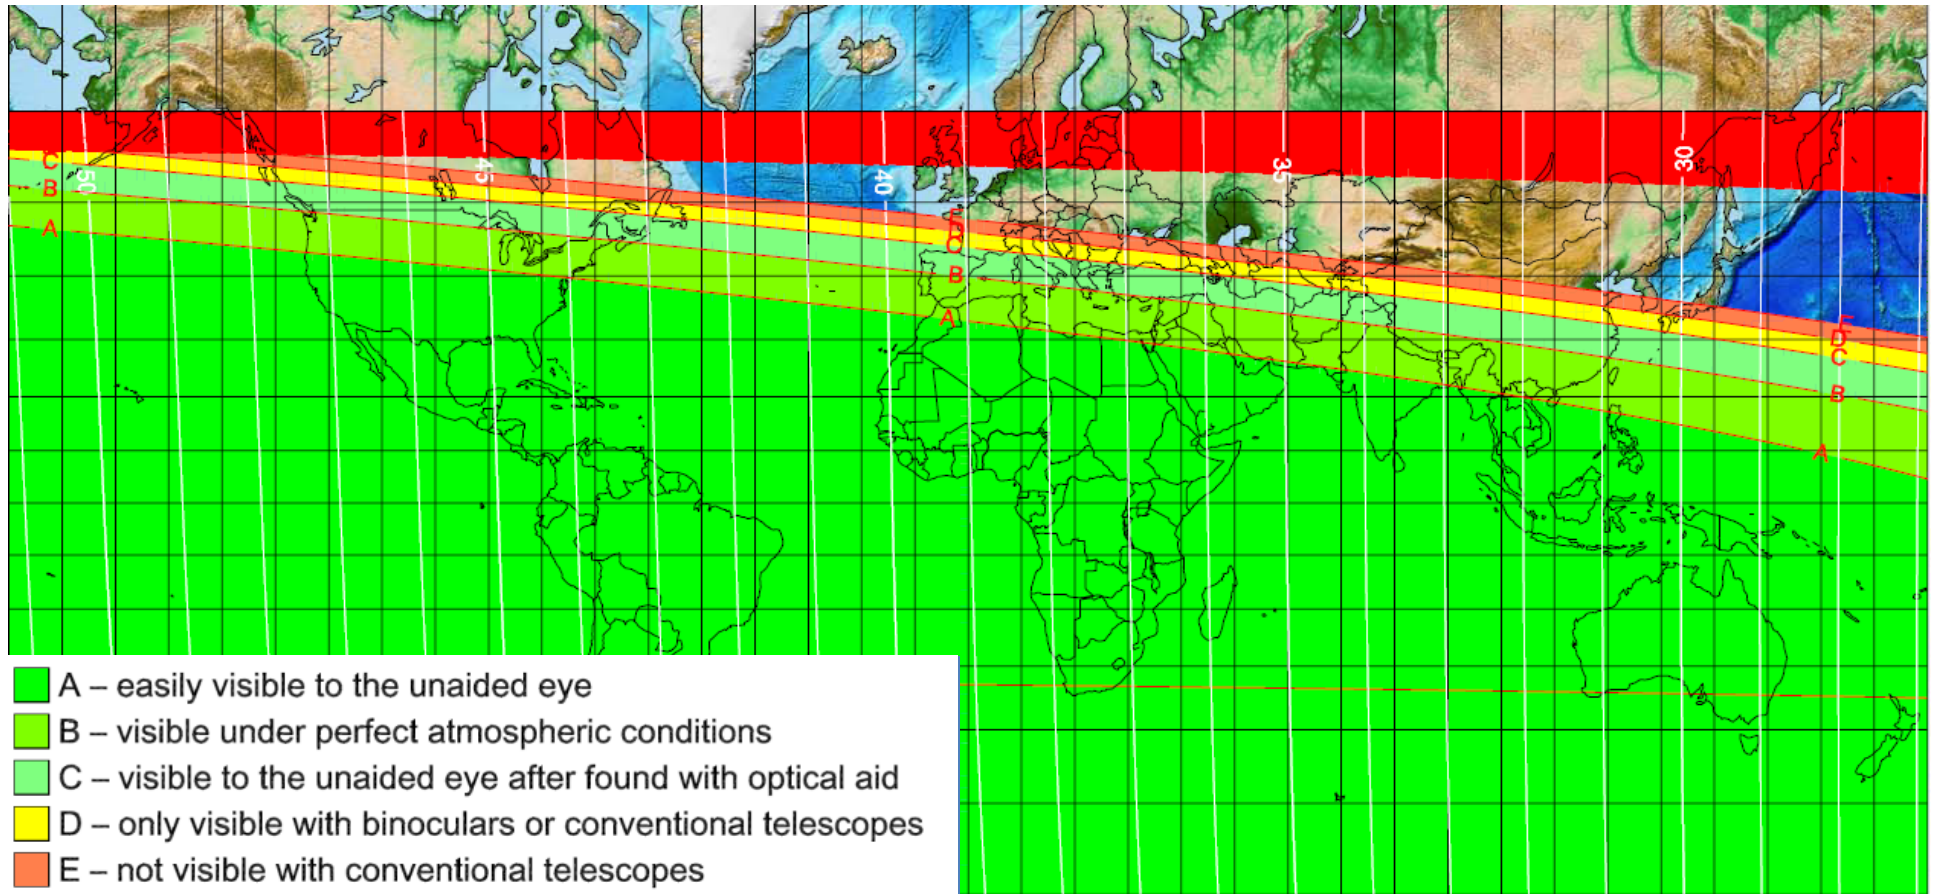 50
45
40
35
30
C
B
A
E
D
C
B
A
E
D
C
B
A
A – easily visible to the unaided eye
B – visible under perfect atmospheric conditions
C – visible to the unaided eye after found with optical aid
D – only visible with binoculars or conventional telescopes
E – not visible with conventional telescopes